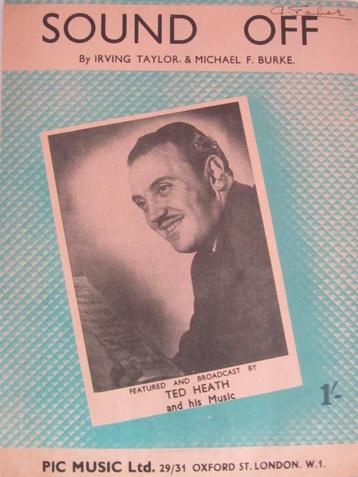 SOUND OFF
By IRVING TAYLOR. & MICHAEL F. BURKE.
FEATURED AND BROADCAST BY
TED HEATH
and his Music
1/-
PIC MUSIC Ltd. 29/31 OXFORD ST. LONDON. W.1.